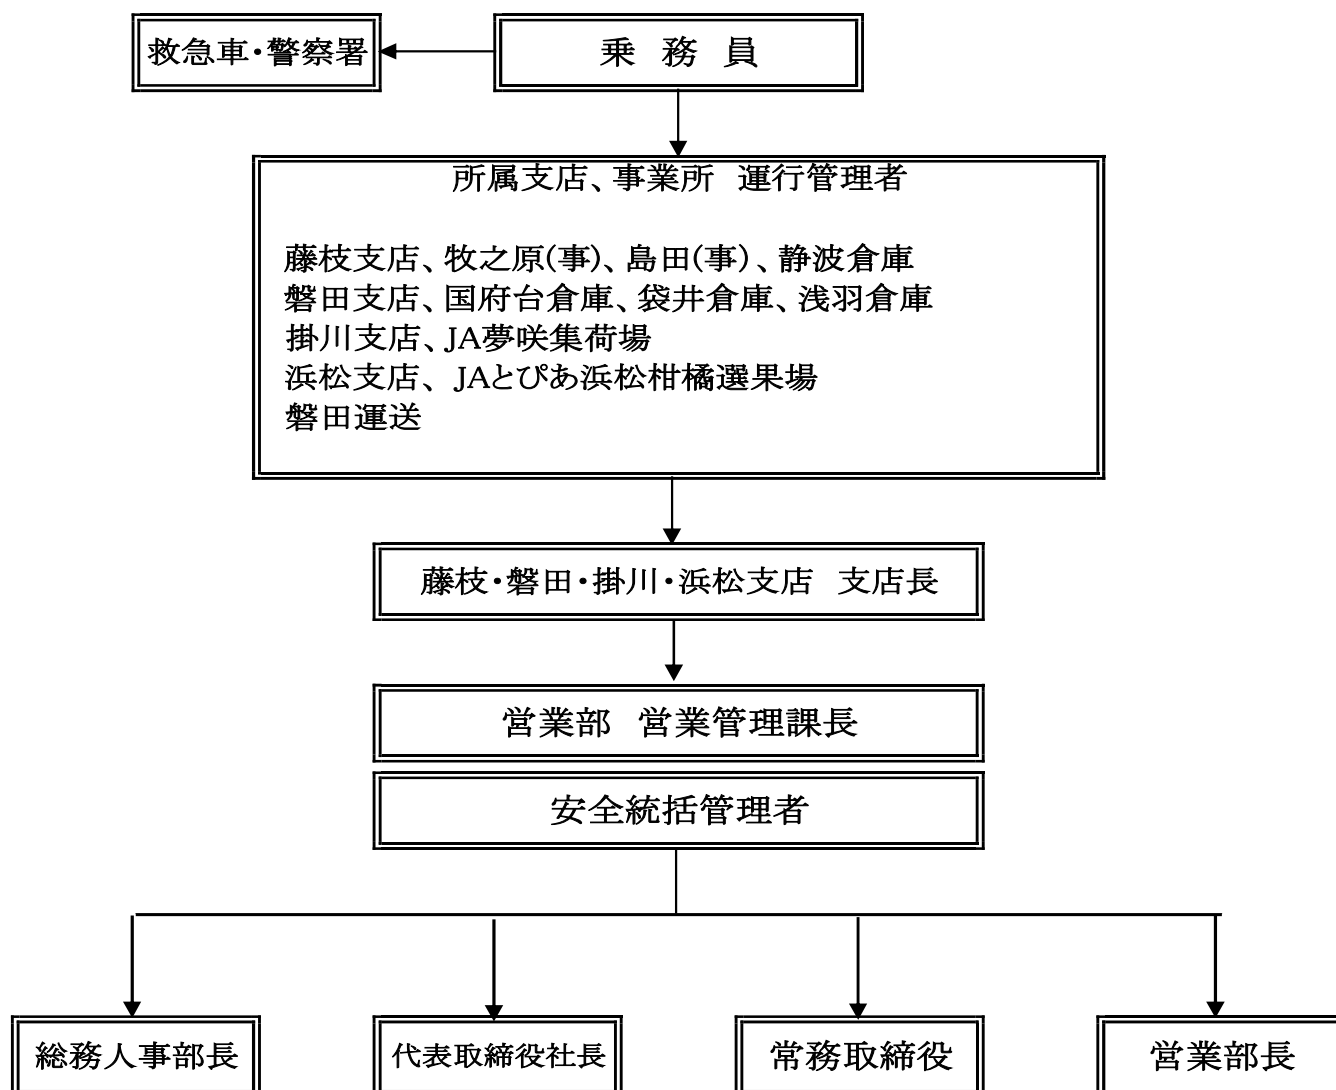 救急車・警察署
乗　務　員
所属支店、事業所　運行管理者
藤枝支店、牧之原(事)、島田(事)、静波倉庫
磐田支店、国府台倉庫、袋井倉庫、浅羽倉庫
掛川支店、JA夢咲集荷場
浜松支店、JAとぴあ浜松柑橘選果場
磐田運送
藤枝・磐田・掛川・浜松支店　支店長
営業部　営業管理課長
安全統括管理者
総務人事部長
代表取締役社長
常務取締役
営業部長